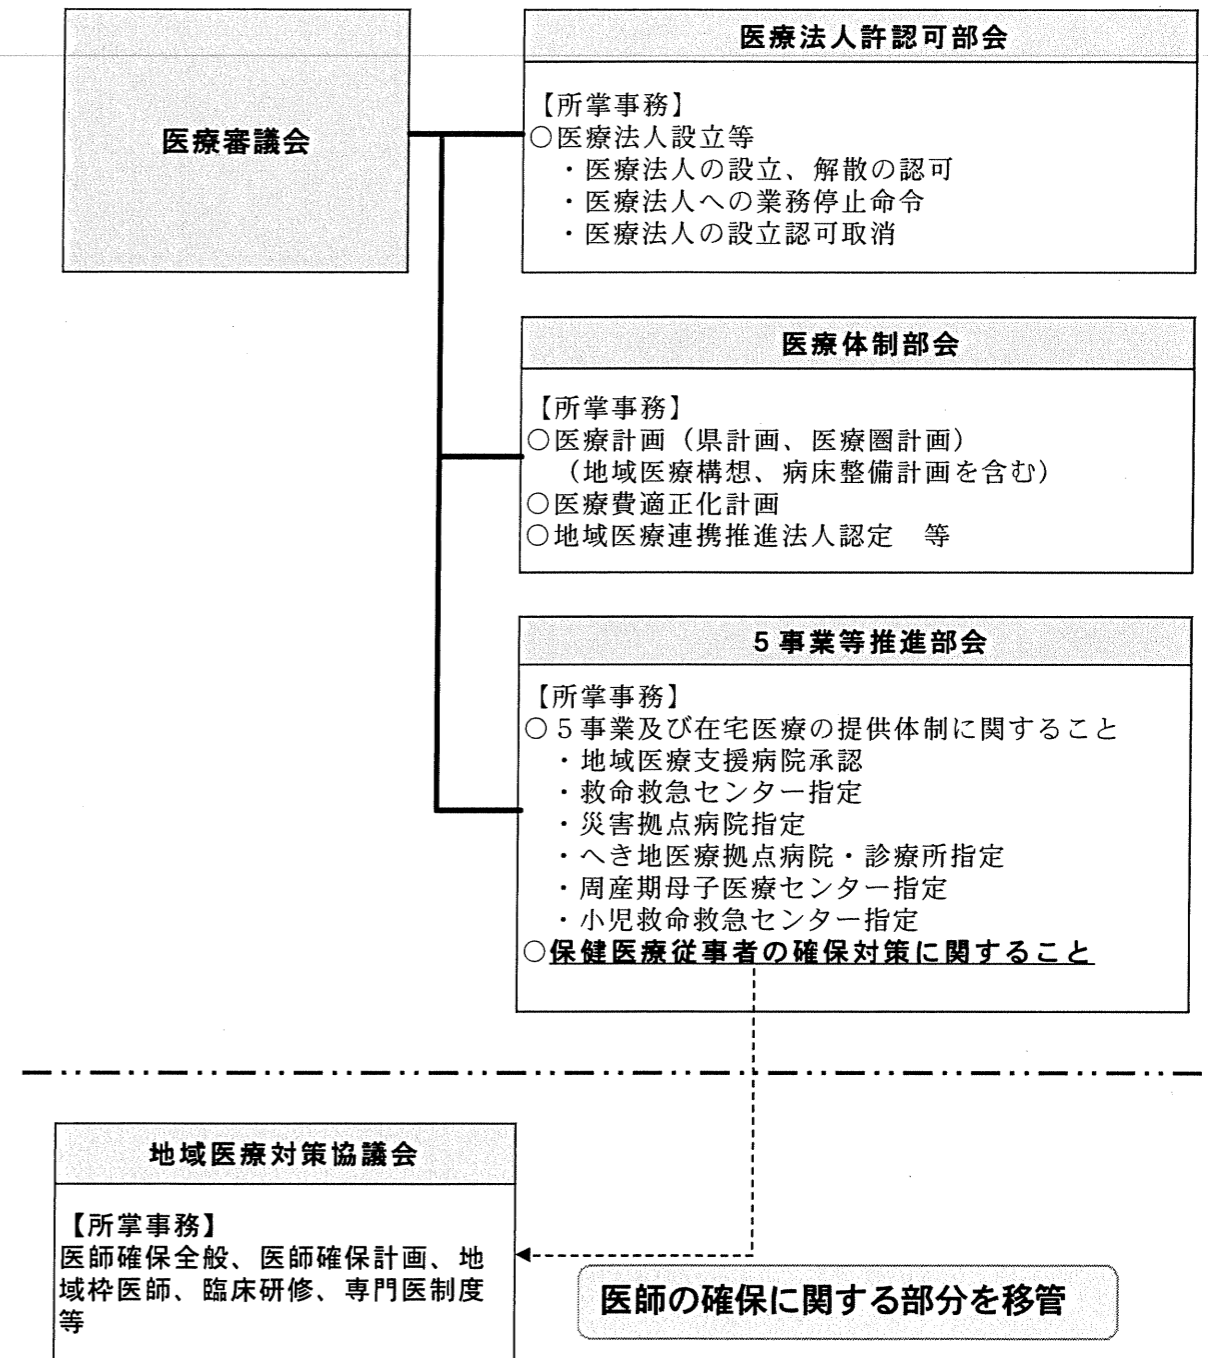 医療審議会
医療法人許認可部会
【所掌事務】
○医療法人設立等
・医療法人の設立、解散の認可
・医療法人への業務停止命令
・医療法人の設立認可取消
医療体制部会
【所掌事務】
○医療計画（県計画、医療圏計画）
（地域医療構想、病床整備計画を含む）
○医療費適正化計画
○地域医療連携推進法人認定　等
５事業等推進部会
【所掌事務】
○５事業及び在宅医療の提供体制に関すること
・地域医療支援病院承認
・救命救急センター指定
・災害拠点病院指定
・へき地医療拠点病院・診療所指定
・周産期母子医療センター指定
・小児救命救急センター指定
○保健医療従事者の確保対策に関すること
地域医療対策協議会
【所掌事務】
医師確保全般、医師確保計画、地
域枠医師、臨床研修、専門医制度
等
医師の確保に関する部分を移管